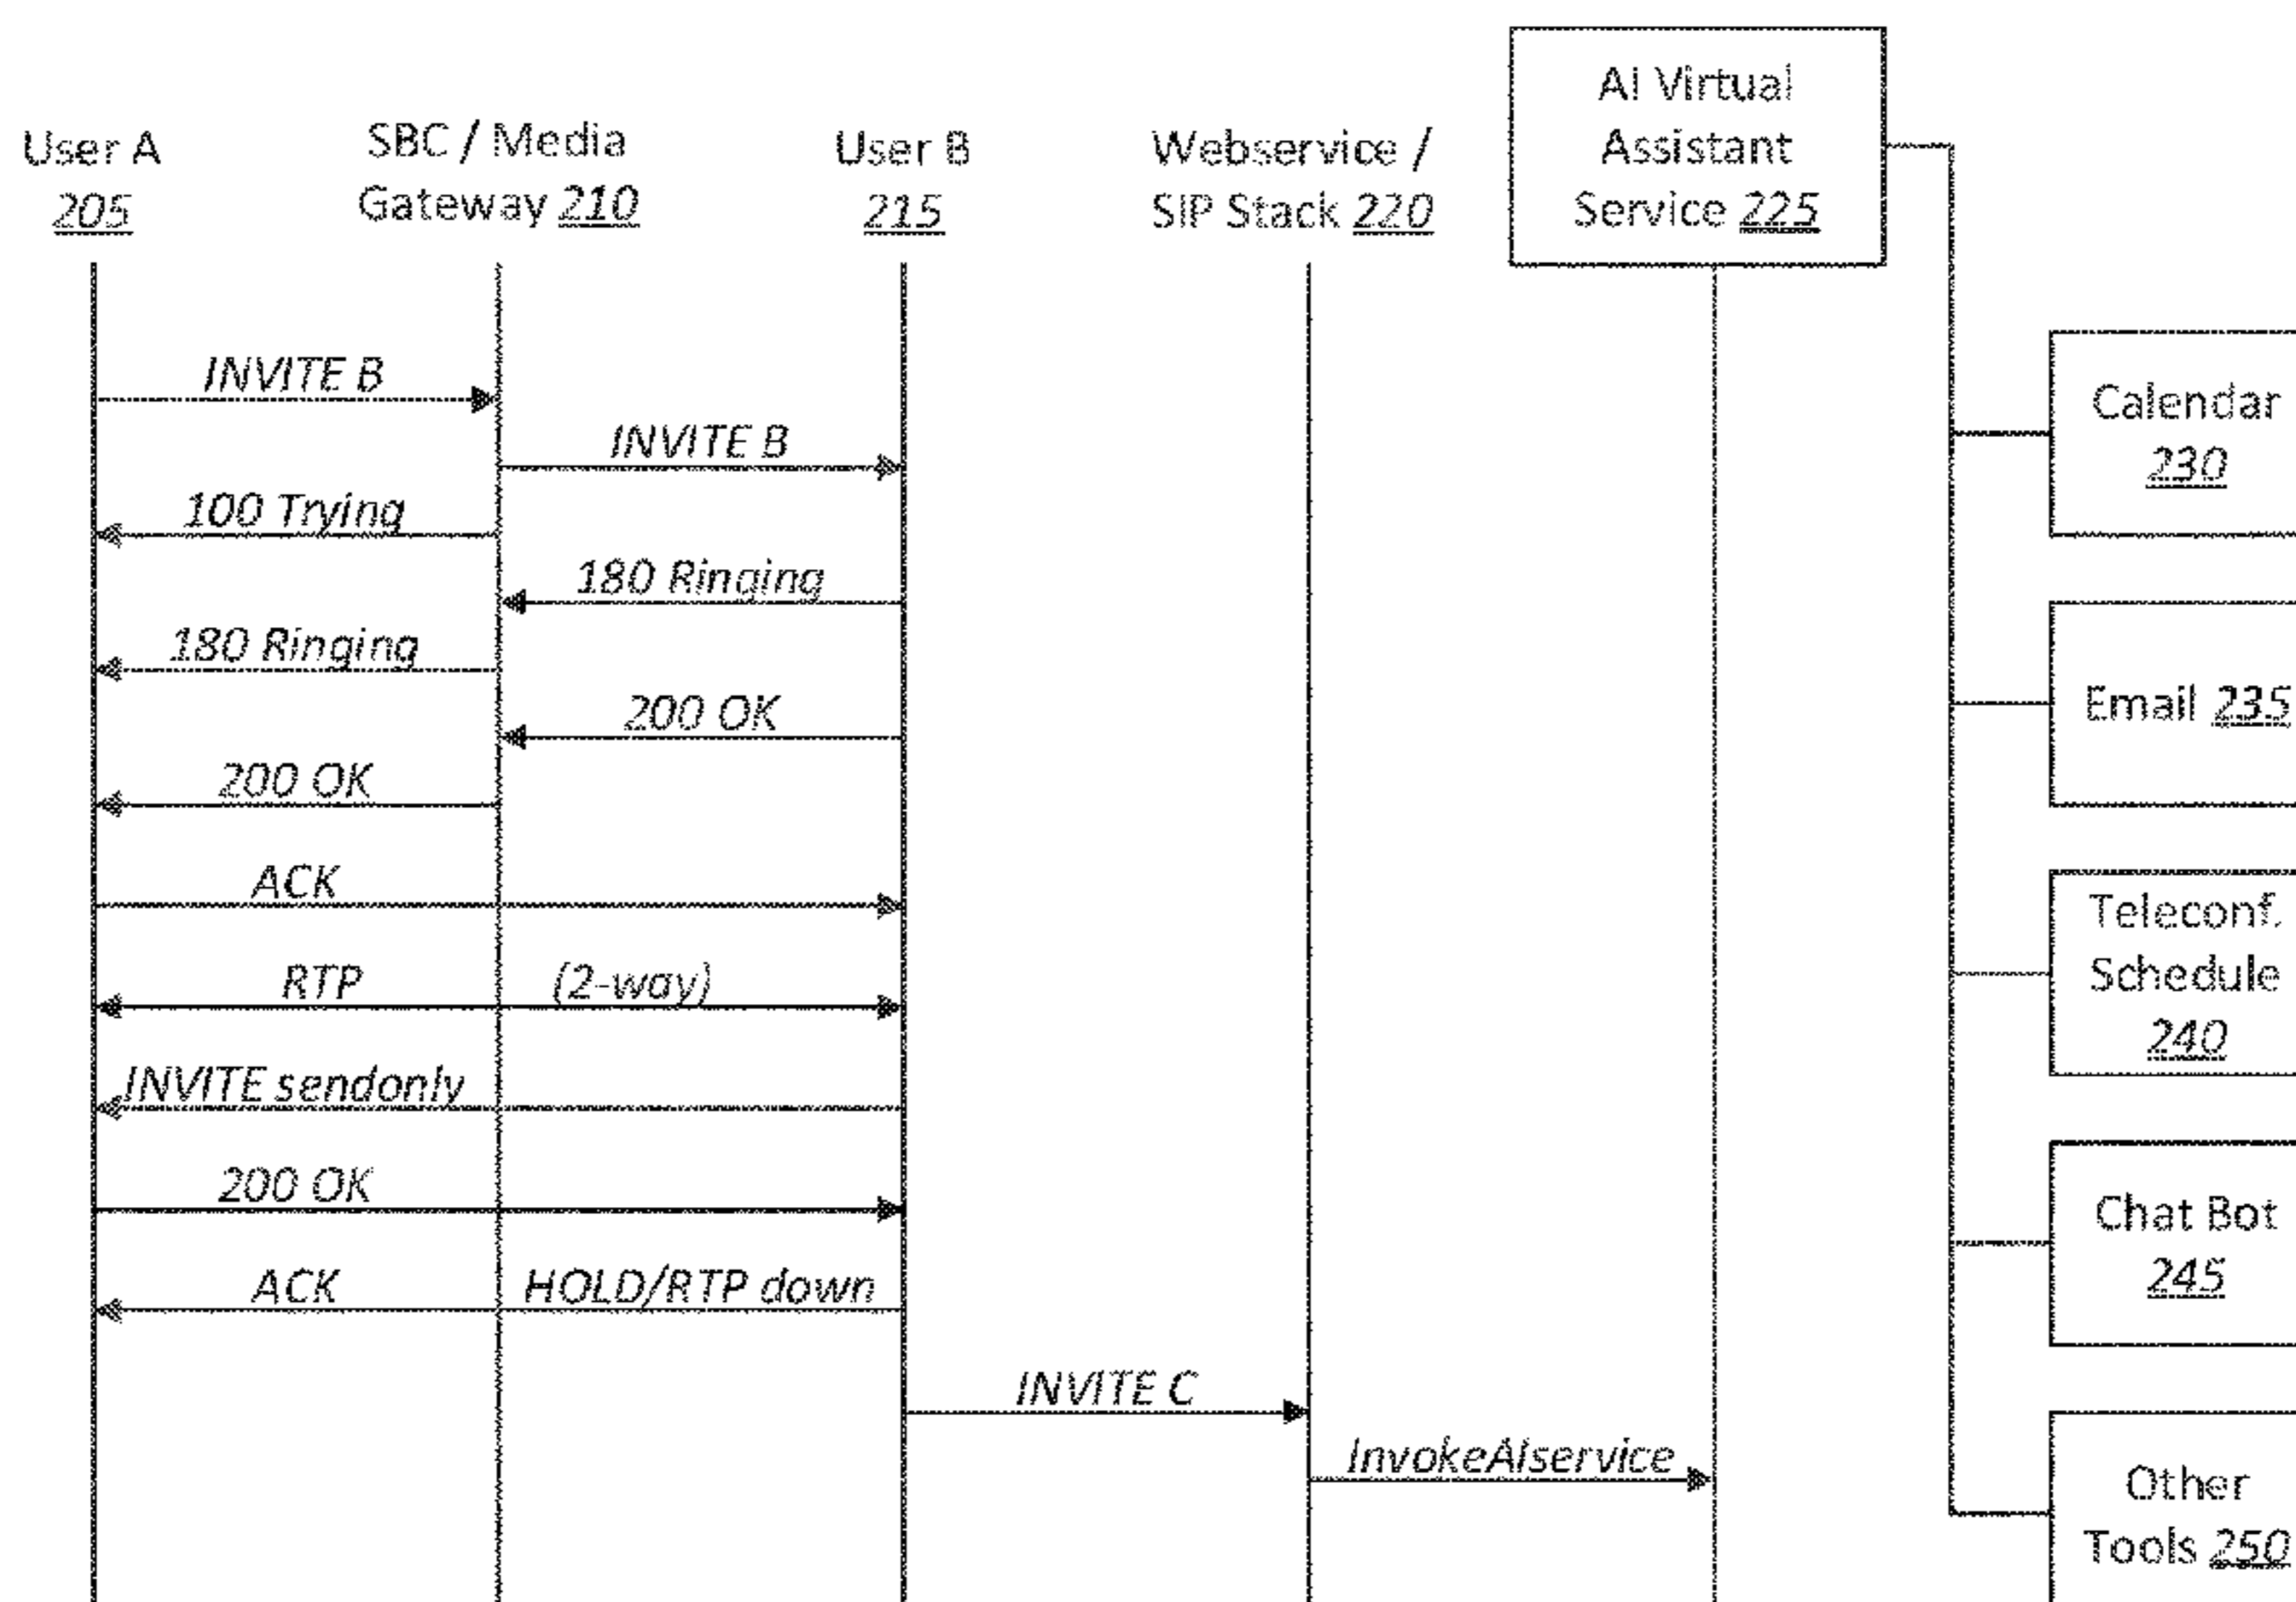 User A
205
SBC / Media
Gateway 210
User B
215
Webservice /
SIP Stack 220
AI Virtual
Assistant
Service 225
INVITE B
INVITE B
100 Trying
180 Ringing
180 Ringing
200 OK
200 OK
ACK
RTP (2-way)
INVITE sendonly
200 OK
ACK HOLD/RTP down
INVITE C
InvokeAIservice
Calendar
230
Email 235
Teleconf.
Schedule
240
Chat Bot
245
Other
Tools 250